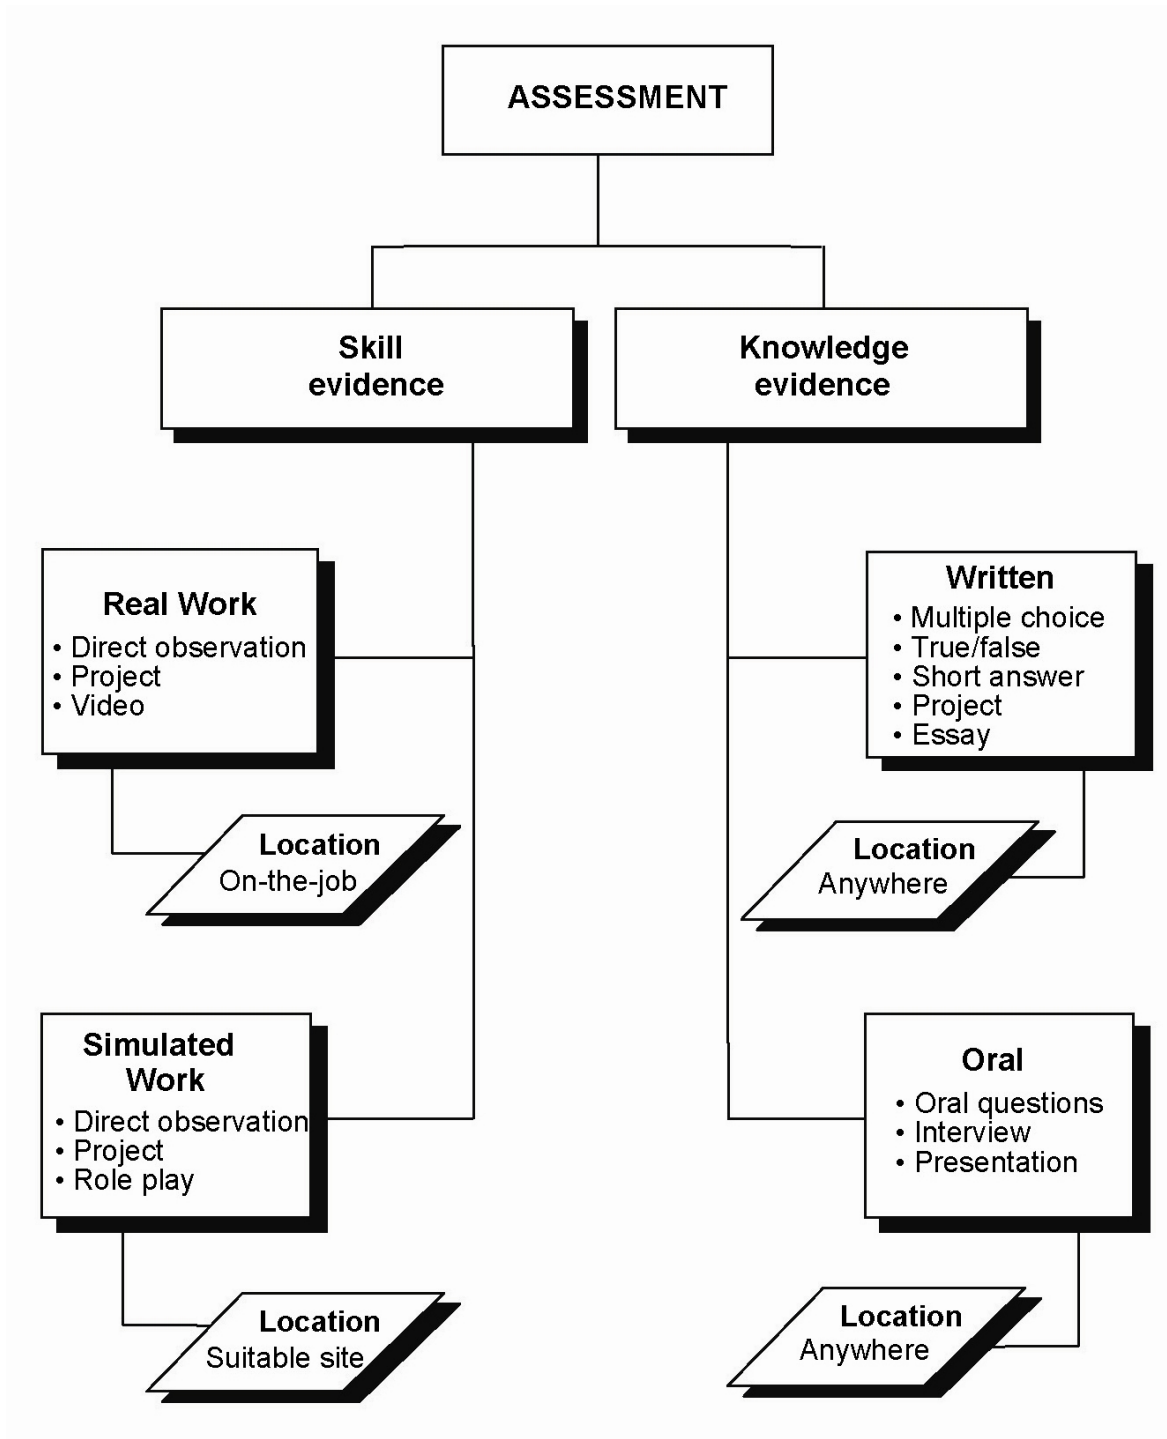 ASSESSMENT
Skill
evidence
Knowledge
evidence
Real Work
• Direct observation
• Project
• Video
Location
On-the-job
Written
• Multiple choice
• True/false
• Short answer
• Project
• Essay
Location
Anywhere
Simulated
Work
• Direct observation
• Project
• Role play
Location
Suitable site
Oral
• Oral questions
• Interview
• Presentation
Location
Anywhere